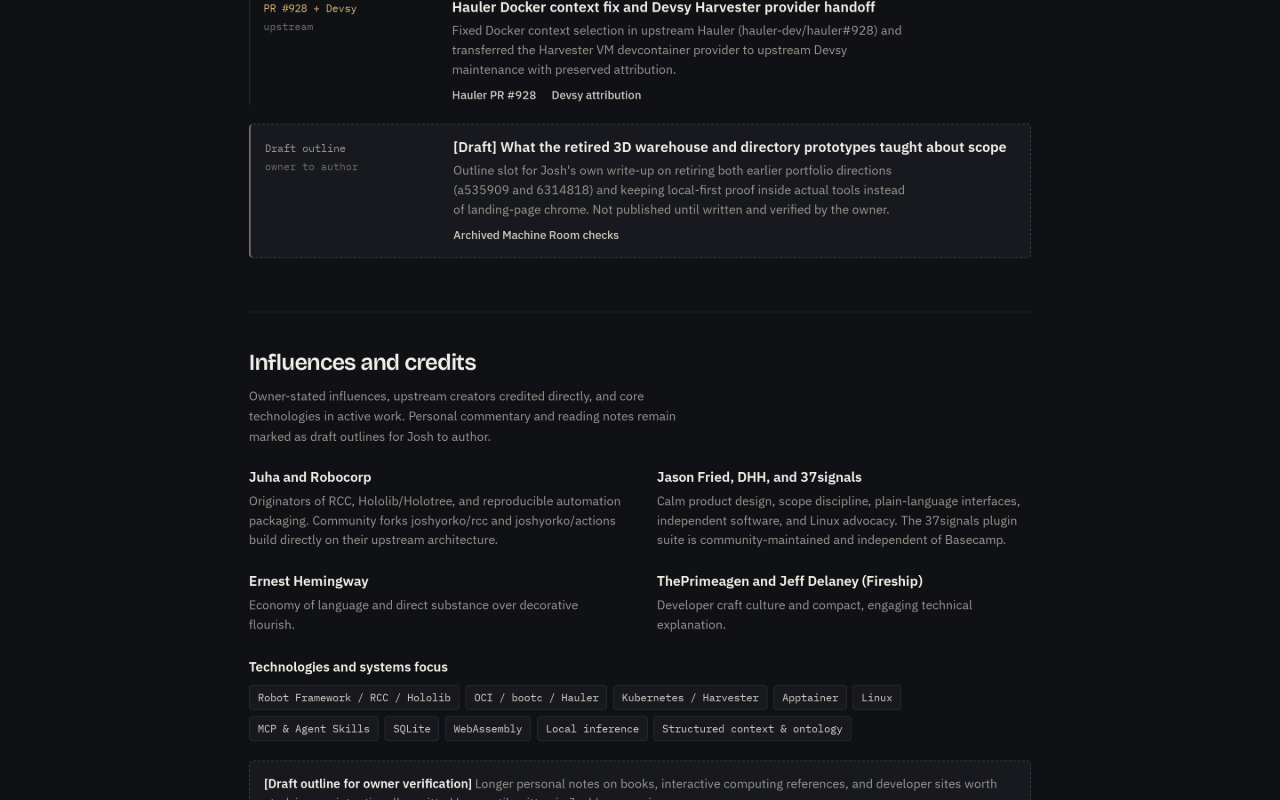 PR #928 + Devsy
upstream
Hauler Docker context fix and Devsy Harvester provider handoff
Fixed Docker context selection in upstream Hauler (hauler-dev/hauler#928) and
transferred the Harvester VM devcontainer provider to upstream Devsy
maintenance with preserved attribution.
Hauler PR #928 Devsy attribution
Draft outline
owner to author
[Draft] What the retired 3D warehouse and directory prototypes taught about scope
Outline slot for Josh's own write-up on retiring both earlier portfolio directions
(a535909 and 6314818) and keeping local-first proof inside actual tools instead
of landing-page chrome. Not published until written and verified by the owner.
Archived Machine Room checks
Influences and credits
Owner-stated influences, upstream creators credited directly, and core
technologies in active work. Personal commentary and reading notes remain
marked as draft outlines for Josh to author.
Juha and Robocorp
Originators of RCC, Hololib/Holotree, and reproducible automation
packaging. Community forks joshyorko/rcc and joshyorko/actions
build directly on their upstream architecture.
Jason Fried, DHH, and 37signals
Calm product design, scope discipline, plain-language interfaces,
independent software, and Linux advocacy. The 37signals plugin
suite is community-maintained and independent of Basecamp.
Ernest Hemingway
Economy of language and direct substance over decorative
flourish.
ThePrimeagen and Jeff Delaney (Fireship)
Developer craft culture and compact, engaging technical
explanation.
Technologies and systems focus
Robot Framework / RCC / Hololib OCI / bootc / Hauler Kubernetes / Harvester Apptainer Linux
MCP & Agent Skills SQLite WebAssembly Local inference Structured context & ontology
[Draft outline for owner verification] Longer personal notes on books, interactive computing references, and developer sites worth